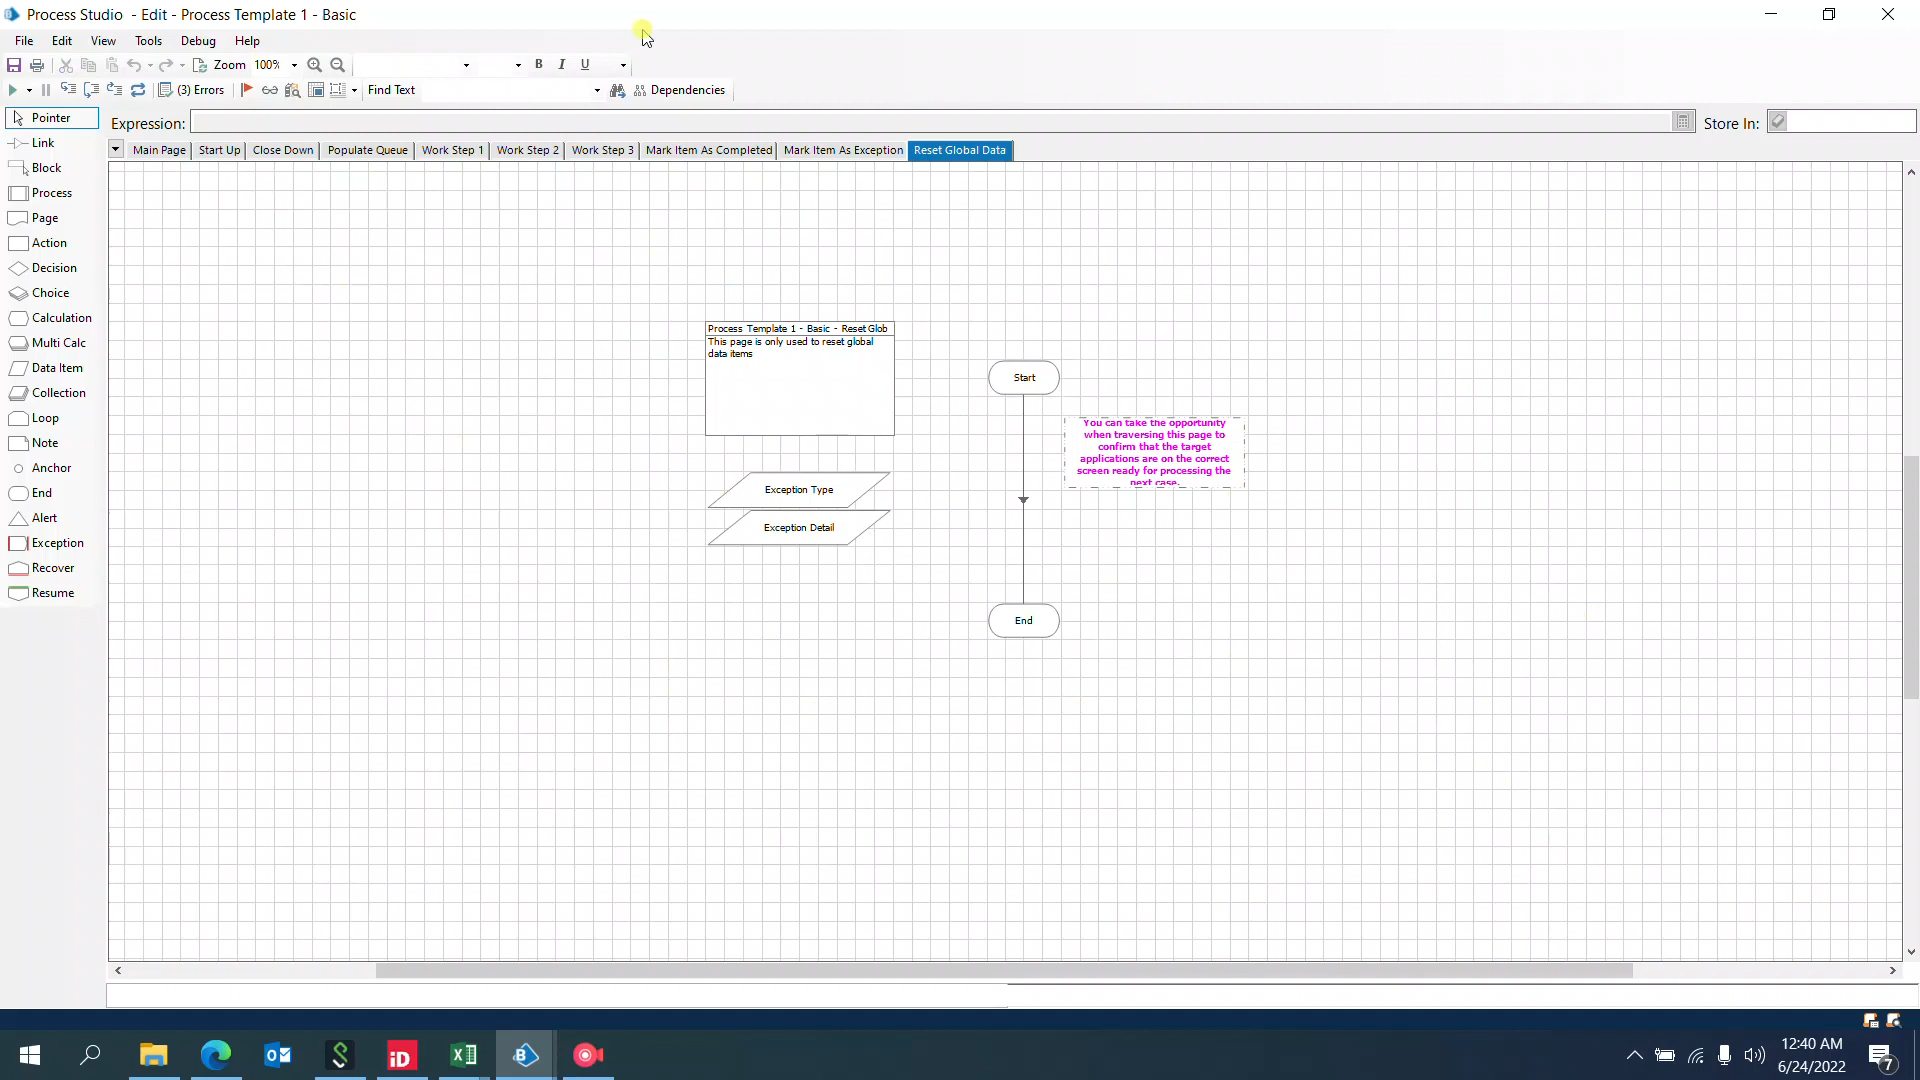 Process Studio - Edit - Process Template 1 - Basic
File Edit View Tools Debug Help
Zoom 100% B I U
(3) Errors Find Text Dependencies
Pointer
Expression: Store In:
Link
Main Page Start Up Close Down Populate Queue Work Step 1 Work Step 2 Work Step 3 Mark Item As Completed Mark Item As Exception Reset Global Data
Block
Process
Page
Action
Decision
Choice
Calculation
Multi Calc
Data Item
Collection
Loop
Note
Anchor
End
Alert
Exception
Recover
Resume
Process Template 1 - Basic - Reset Glob
This page is only used to reset global
data items
Exception Type
Exception Detail
Start
You can take the opportunity
when traversing this page to
confirm that the target
applications are on the correct
screen ready for processing the
next case.
End
12:40 AM
6/24/2022
7